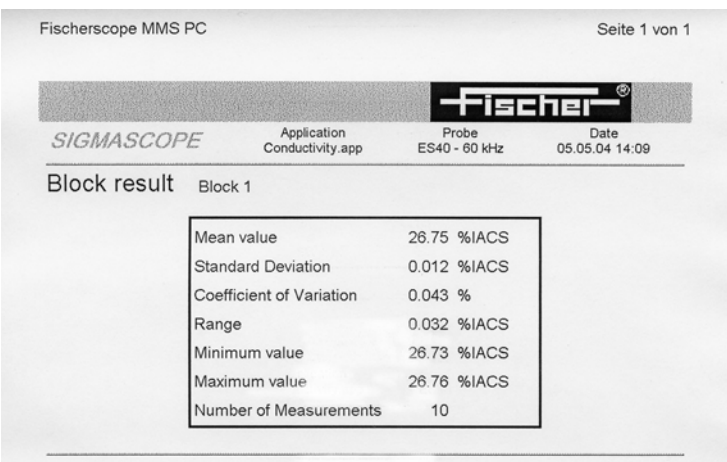 Fischerscope MMS PC Seite 1 von 1
Fischer®
SIGMASCOPE Application Conductivity.app Probe ES40 - 60 kHz Date 05.05.04 14:09
Block result Block 1
Mean value 26.75 %IACS
Standard Deviation 0.012 %IACS
Coefficient of Variation 0.043 %
Range 0.032 %IACS
Minimum value 26.73 %IACS
Maximum value 26.76 %IACS
Number of Measurements 10